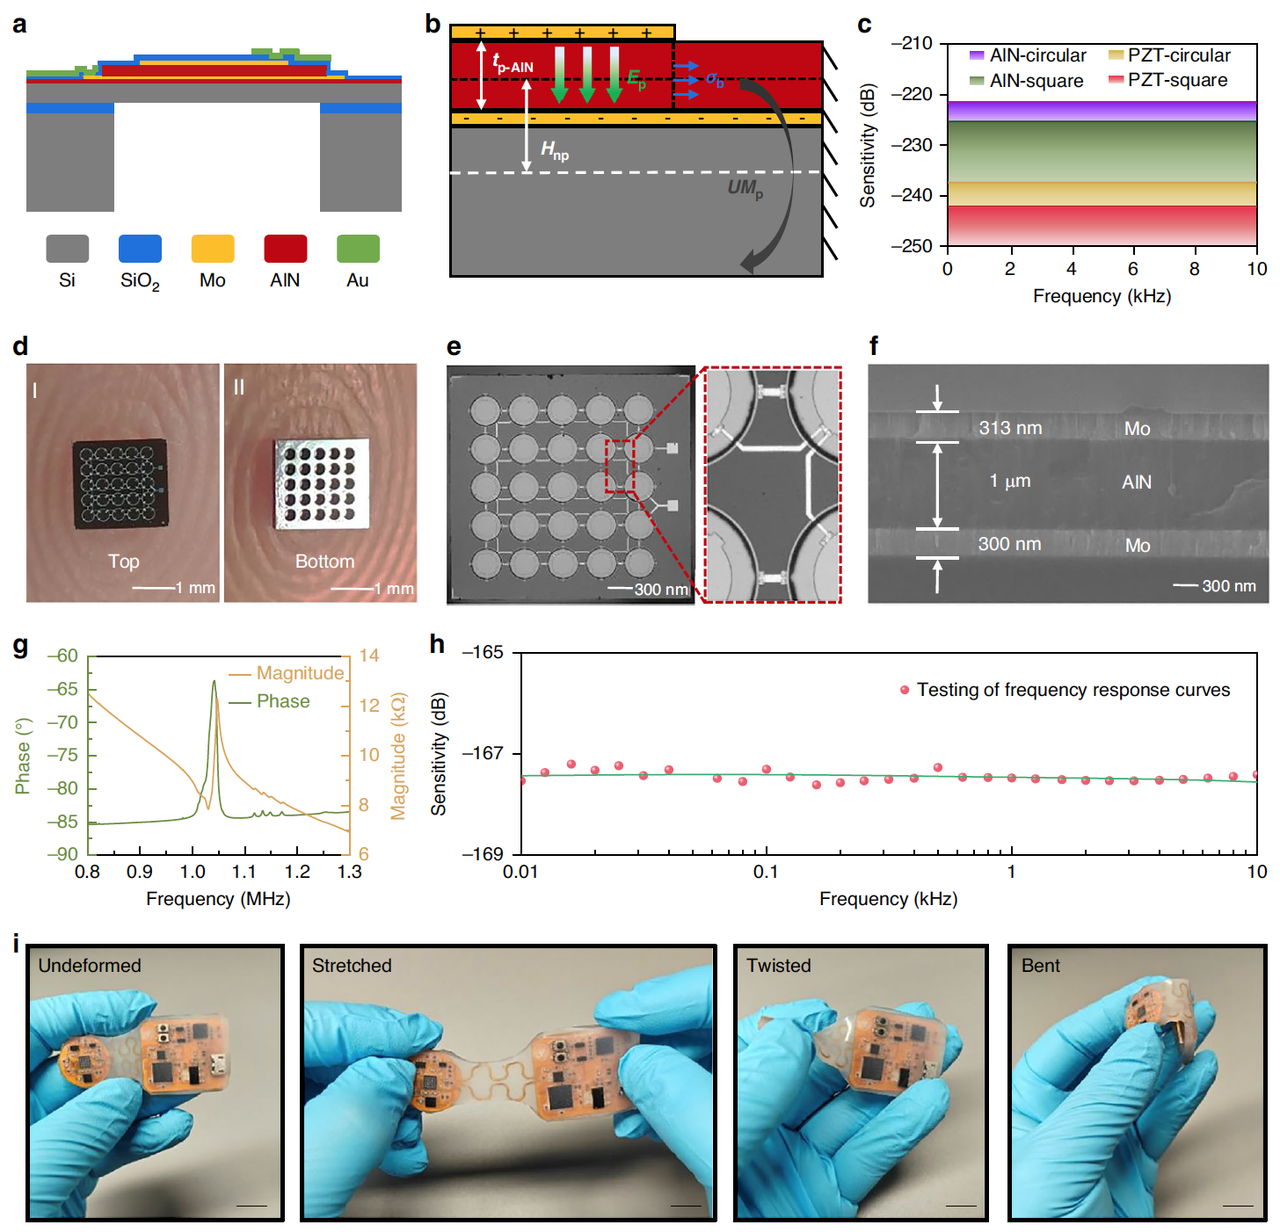 a
Si
SiO2
Mo
AlN
Au
b
+ + + + + +
tp-AlN
Ep
σb
- - - - - - - - - - -
Hnp
UMp
c
Sensitivity (dB)
–210
–220
–230
–240
–250
AlN-circular
PZT-circular
AlN-square
PZT-square
0 2 4 6 8 10
Frequency (kHz)
d
I
Top
1 mm
II
Bottom
1 mm
e
300 nm
f
313 nm Mo
1 μm AlN
300 nm Mo
300 nm
g
Phase (°)
–60
–65
–70
–75
–80
–85
–90
Magnitude
Phase
14
12
10
8
6
Magnitude (kΩ)
0.8 0.9 1.0 1.1 1.2 1.3
Frequency (MHz)
h
Sensitivity (dB)
–165
–167
–169
Testing of frequency response curves
0.01 0.1 1 10
Frequency (kHz)
i
Undeformed
Stretched
Twisted
Bent